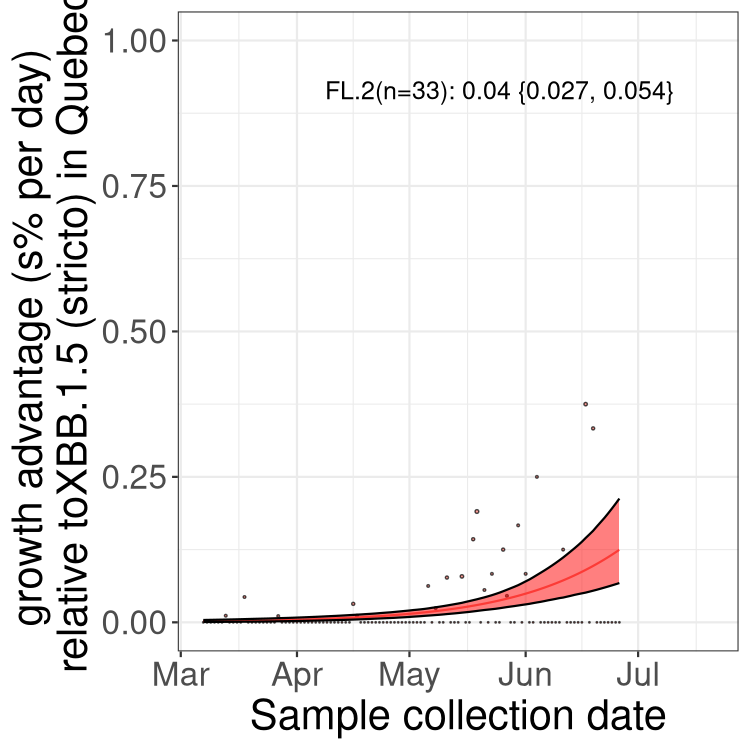 growth advantage (s% per day)
relative toXBB.1.5 (stricto) in Quebec
1.00
0.75
0.50
0.25
0.00
FL.2(n=33): 0.04 {0.027, 0.054}
Mar Apr May Jun Jul
Sample collection date